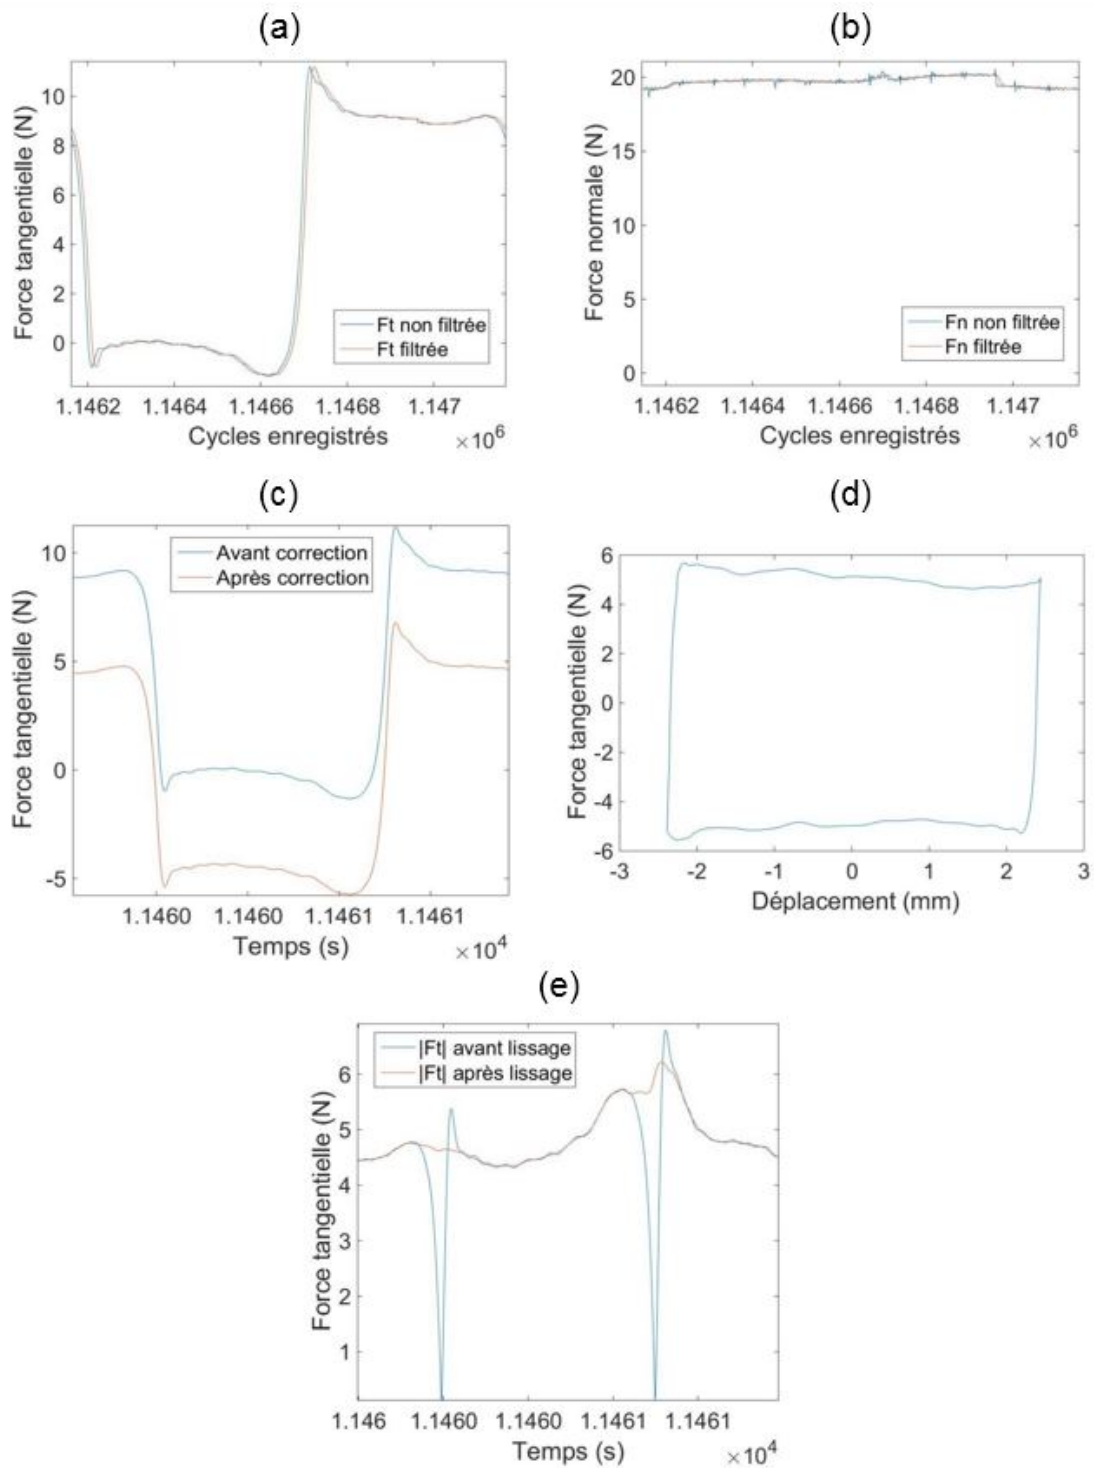 (a)
Force tangentielle (N)
10
8
6
4
2
0
Ft non filtrée
Ft filtrée
1.1462 1.1464 1.1466 1.1468 1.147
Cycles enregistrés
×10^6
(b)
Force normale (N)
20
15
10
5
0
Fn non filtrée
Fn filtrée
1.1462 1.1464 1.1466 1.1468 1.147
Cycles enregistrés
×10^6
(c)
Force tangentielle (N)
10
5
0
-5
Avant correction
Après correction
1.1460 1.1460 1.1461 1.1461
Temps (s)
×10^4
(d)
Force tangentielle (N)
6
4
2
0
-2
-4
-6
-3 -2 -1 0 1 2 3
Déplacement (mm)
(e)
Force tangentielle (N)
6
5
4
3
2
1
|Ft| avant lissage
|Ft| après lissage
1.146 1.1460 1.1460 1.1461 1.1461
Temps (s)
×10^4